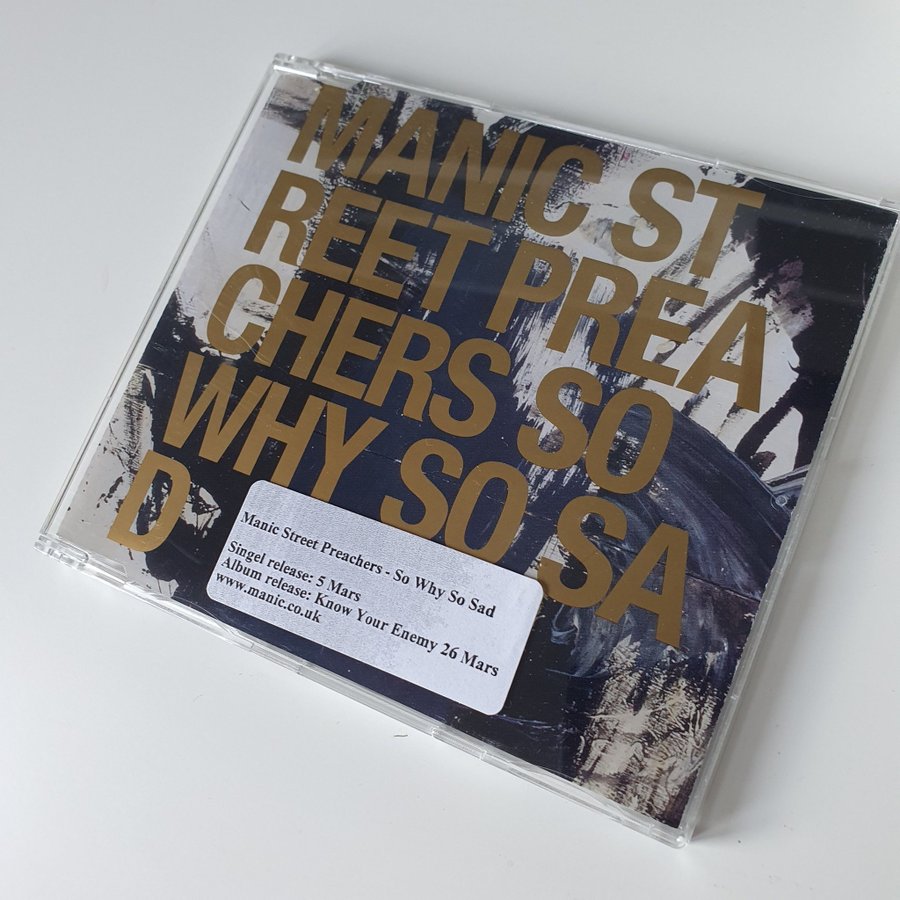 MANIC ST
REET PREA
CHERS SO
WHY SO SA
D
Manic Street Preachers - So Why So Sad
Singel release: 5 Mars
Album release: Know Your Enemy 26 Mars
www.manic.co.uk